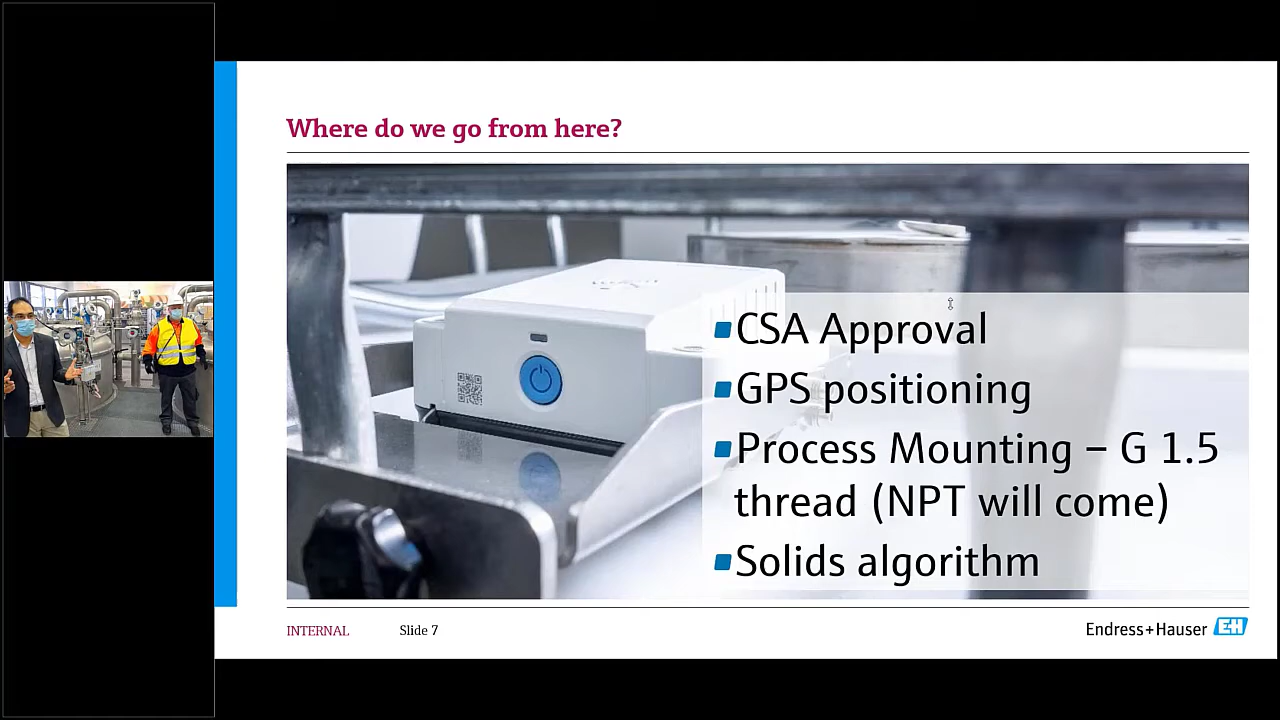 Where do we go from here?
CSA Approval
GPS positioning
Process Mounting – G 1.5
thread (NPT will come)
Solids algorithm
INTERNAL
Slide 7
Endress+Hauser EH